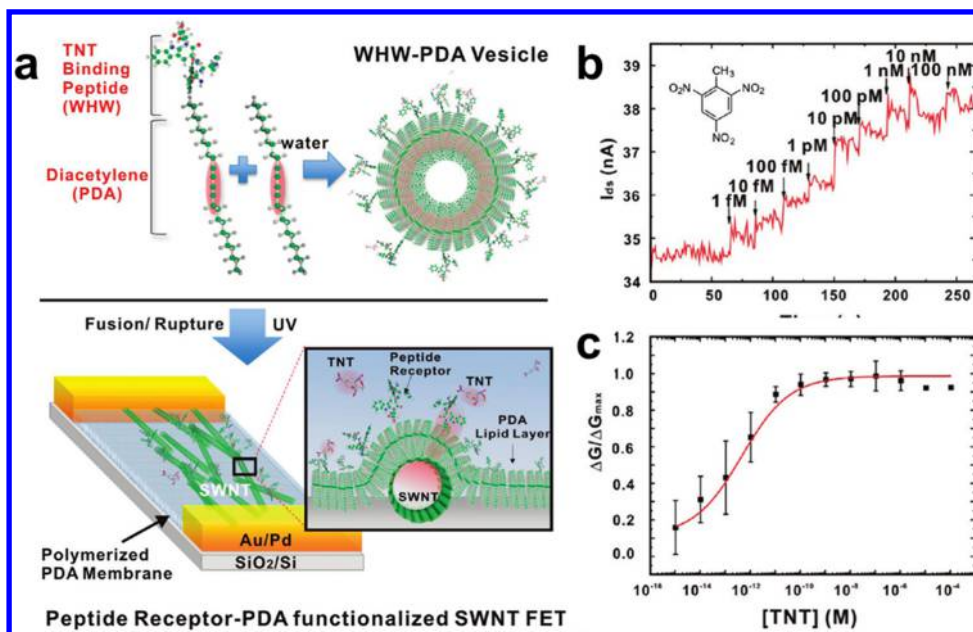 a
TNT
Binding
Peptide
(WHW)
Diacetylene
(PDA)
water
WHW-PDA Vesicle
Fusion/ Rupture
UV
TNT
Peptide
Receptor
TNT
PDA
Lipid Layer
SWNT
SWNT
Au/Pd
SiO2/Si
Polymerized
PDA Membrane
Peptide Receptor-PDA functionalized SWNT FET
b
CH3
O2N
NO2
NO2
1 fM
10 fM
100 fM
1 pM
10 pM
100 pM
1 nM
10 nM
100 nM
Ids (nA)
39
38
37
36
35
34
0
50
100
150
200
250
c
ΔG/ΔGmax
1.2
1.0
0.8
0.6
0.4
0.2
0.0
10-16
10-14
10-12
10-10
10-8
10-6
10-4
[TNT] (M)